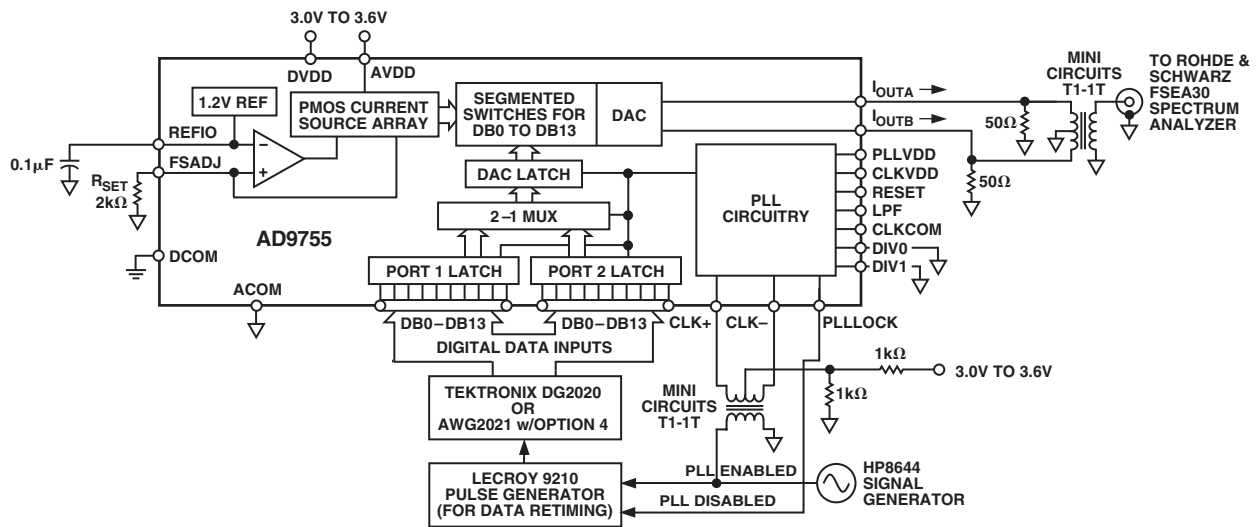 3.0V TO 3.6V
DVDD
AVDD
1.2V REF
PMOS CURRENT
SOURCE ARRAY
SEGMENTED
SWITCHES FOR
DB0 TO DB13
DAC
IOUTA
IOUTB
MINI
CIRCUITS
T1-1T
TO ROHDE &
SCHWARZ
FSEA30
SPECTRUM
ANALYZER
50Ω
50Ω
REFIO
FSADJ
0.1µF
RSET
2kΩ
−
+
DAC LATCH
2–1 MUX
PLL
CIRCUITRY
PLLVDD
CLKVDD
RESET
LPF
CLKCOM
DIV0
DIV1
AD9755
DCOM
ACOM
PORT 1 LATCH
PORT 2 LATCH
DB0–DB13
DB0–DB13
CLK+
CLK–
PLLLOCK
DIGITAL DATA INPUTS
1kΩ
3.0V TO 3.6V
1kΩ
TEKTRONIX DG2020
OR
AWG2021 w/OPTION 4
MINI
CIRCUITS
T1-1T
LECROY 9210
PULSE GENERATOR
(FOR DATA RETIMING)
PLL ENABLED
PLL DISABLED
HP8644
SIGNAL
GENERATOR